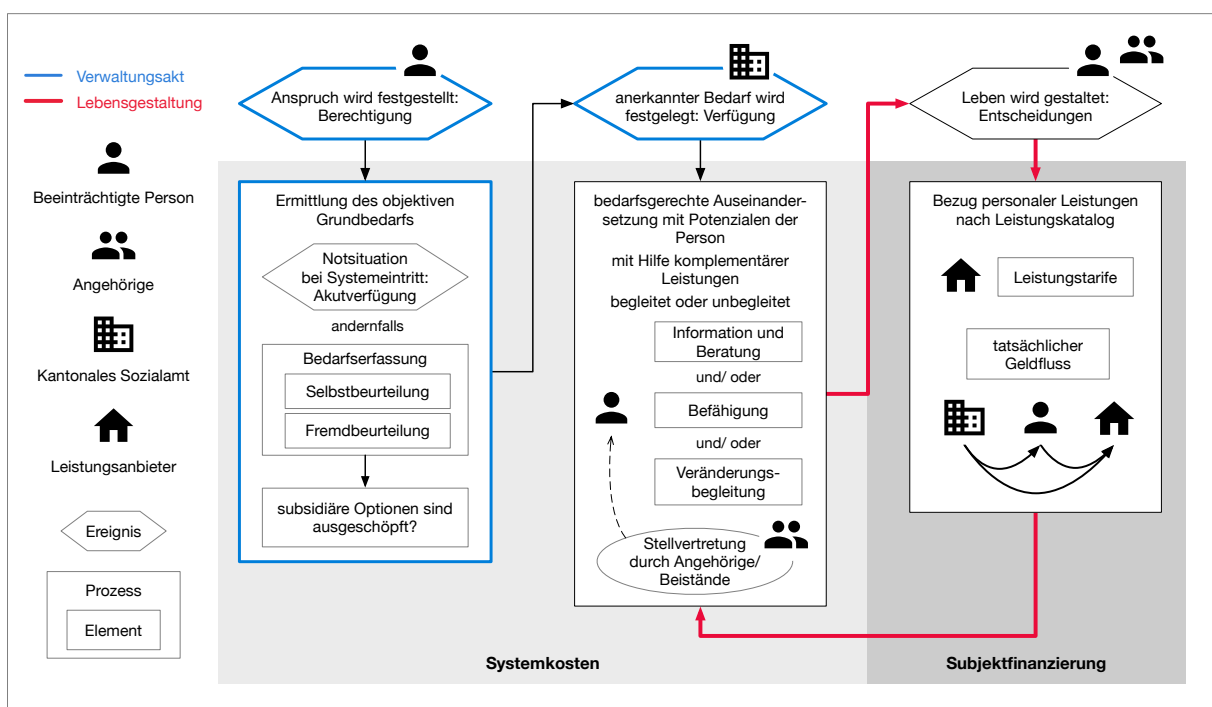 Verwaltungsakt
Lebensgestaltung
Beeinträchtigte Person
Angehörige
Kantonales Sozialamt
Leistungsanbieter
Ereignis
Prozess
Element
Anspruch wird festgestellt:
Berechtigung
Ermittlung des objektiven
Grundbedarfs
Notsituation
bei Systemeintritt:
Akutverfügung
andernfalls
Bedarfserfassung
Selbstbeurteilung
Fremdbeurteilung
subsidiäre Optionen sind
ausgeschöpft?
anerkannter Bedarf wird
festgelegt: Verfügung
bedarfsgerechte Auseinander-
setzung mit Potenzialen der
Person
mit Hilfe komplementärer
Leistungen
begleitet oder unbegleitet
Information und
Beratung
und/ oder
Befähigung
und/ oder
Veränderungs-
begleitung
Stellvertretung
durch Angehörige/
Beistände
Leben wird gestaltet:
Entscheidungen
Bezug personaler Leistungen
nach Leistungskatalog
Leistungstarife
tatsächlicher
Geldfluss
Systemkosten
Subjektfinanzierung